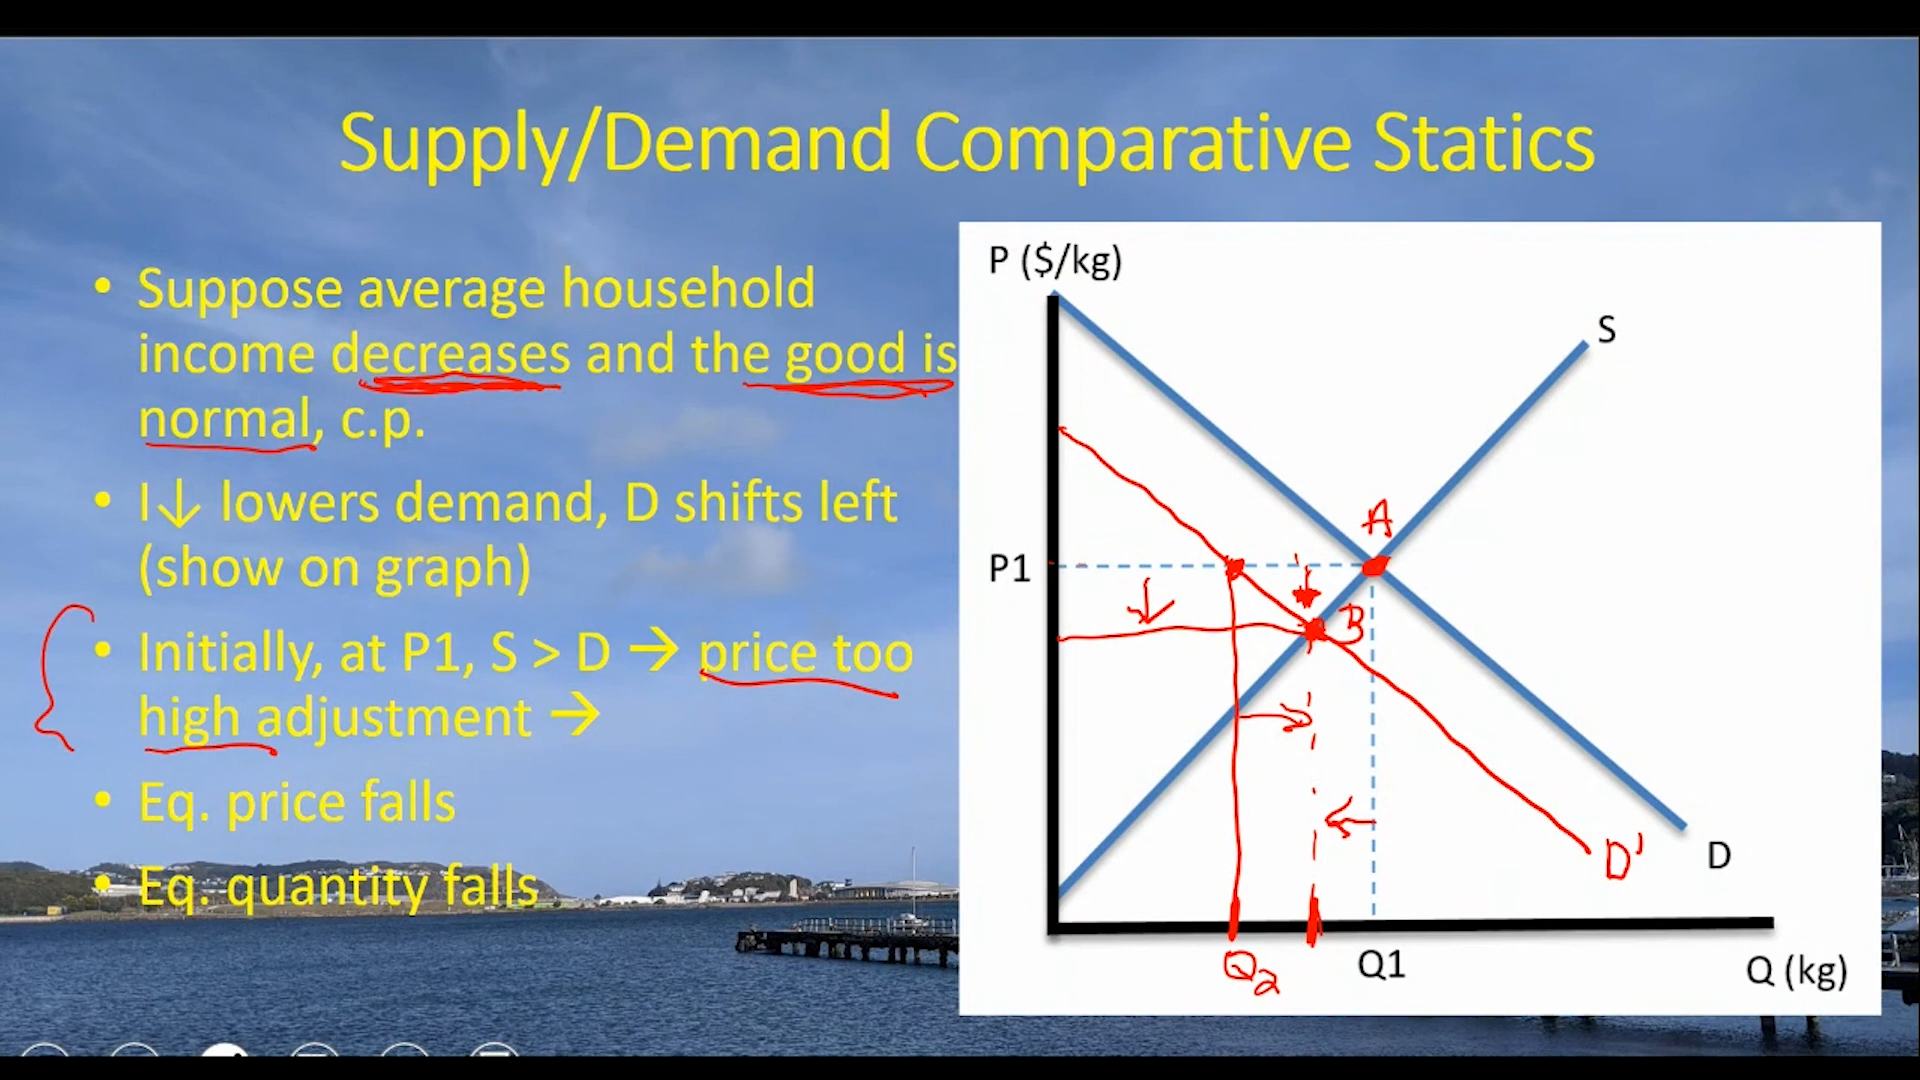 Supply/Demand Comparative Statics
• Suppose average household
income decreases and the good is
normal, c.p.
• I↓ lowers demand, D shifts left
(show on graph)
• Initially, at P1, S > D → price too
high adjustment →
• Eq. price falls
• Eq. quantity falls
P ($/kg)
S
A
P1
B
D'
D
Q2
Q1
Q (kg)